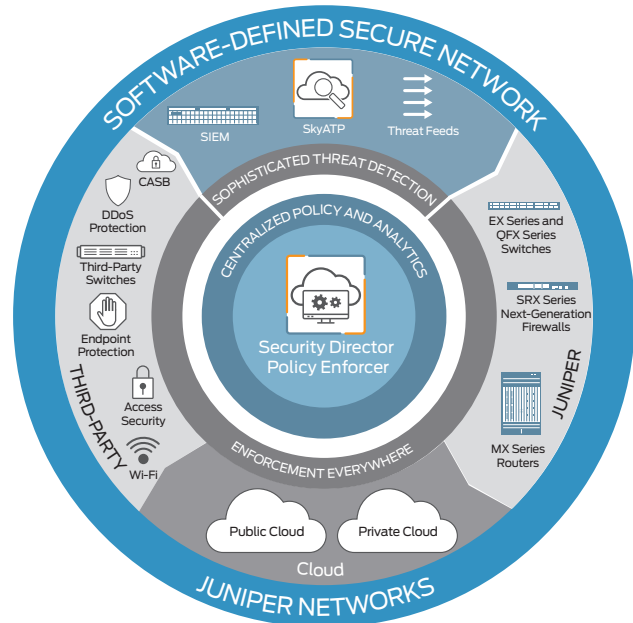 SOFTWARE-DEFINED SECURE NETWORK
SIEM
SkyATP
Threat Feeds
SOPHISTICATED THREAT DETECTION
CASB
DDoS
Protection
Third-Party
Switches
Endpoint
Protection
Access
Security
Wi-Fi
THIRD-PARTY
CENTRALIZED POLICY AND ANALYTICS
Security Director
Policy Enforcer
EX Series and
QFX Series
Switches
SRX Series
Next-Generation
Firewalls
MX Series
Routers
JUNIPER
ENFORCEMENT EVERYWHERE
Public Cloud
Private Cloud
Cloud
JUNIPER NETWORKS